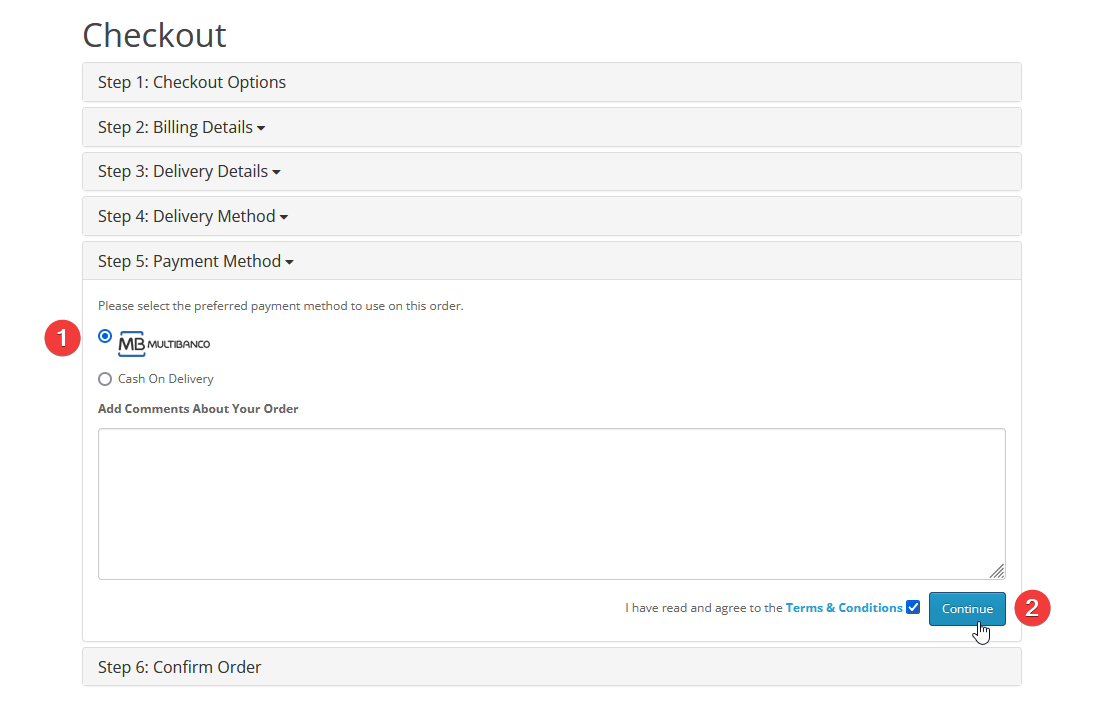 Checkout
Step 1: Checkout Options
Step 2: Billing Details
Step 3: Delivery Details
Step 4: Delivery Method
Step 5: Payment Method
Please select the preferred payment method to use on this order.
1
MB MULTIBANCO
Cash On Delivery
Add Comments About Your Order
I have read and agree to the Terms & Conditions Continue 2
Step 6: Confirm Order